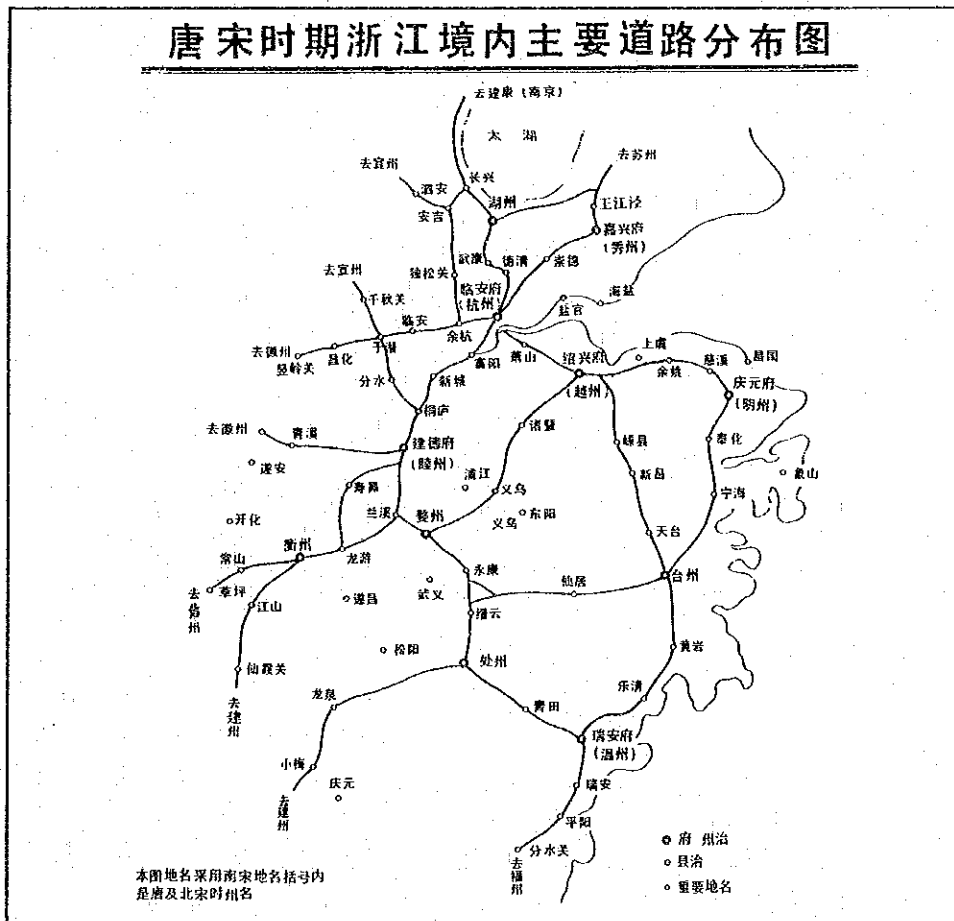 唐宋时期浙江境内主要道路分布图
去建康(南京)
太湖
去宜州
去苏州
泗安
长兴
安吉
湖州
王江泾
嘉兴府
(秀州)
武康
德清
崇德
独松关
去宜州
千秋关
临安府
(杭州)
海盐
盐官
临安
余杭
于潜
去徽州
昱岭关
昌化
富阳
萧山
绍兴府
(越州)
上虞
余姚
慈溪
昌国
庆元府
(明州)
分水
新城
桐庐
诸暨
去徽州
青溪
建德府
(睦州)
嵊县
奉化
遂安
浦江
新昌
象山
寿昌
义乌
宁海
开化
兰溪
婺州
义乌
东阳
衢州
天台
常山
龙游
永康
台州
草坪
去信州
江山
遂昌
武义
仙居
缙云
松阳
黄岩
仙霞关
处州
去建州
龙泉
青田
乐清
瑞安府
(温州)
小梅
庆元
瑞安
去建州
平阳
分水关
去福州
府 州治
县治
重要地名
本图地名采用南宋地名括号内
是唐及北宋时州名